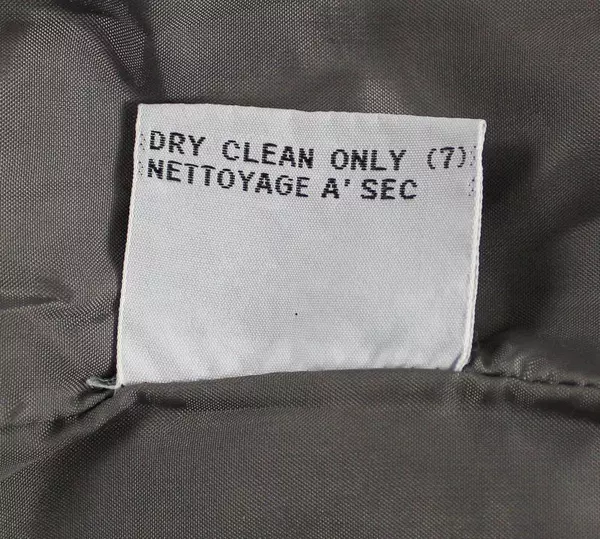 DRY CLEAN ONLY (7)
NETTOYAGE A' SEC